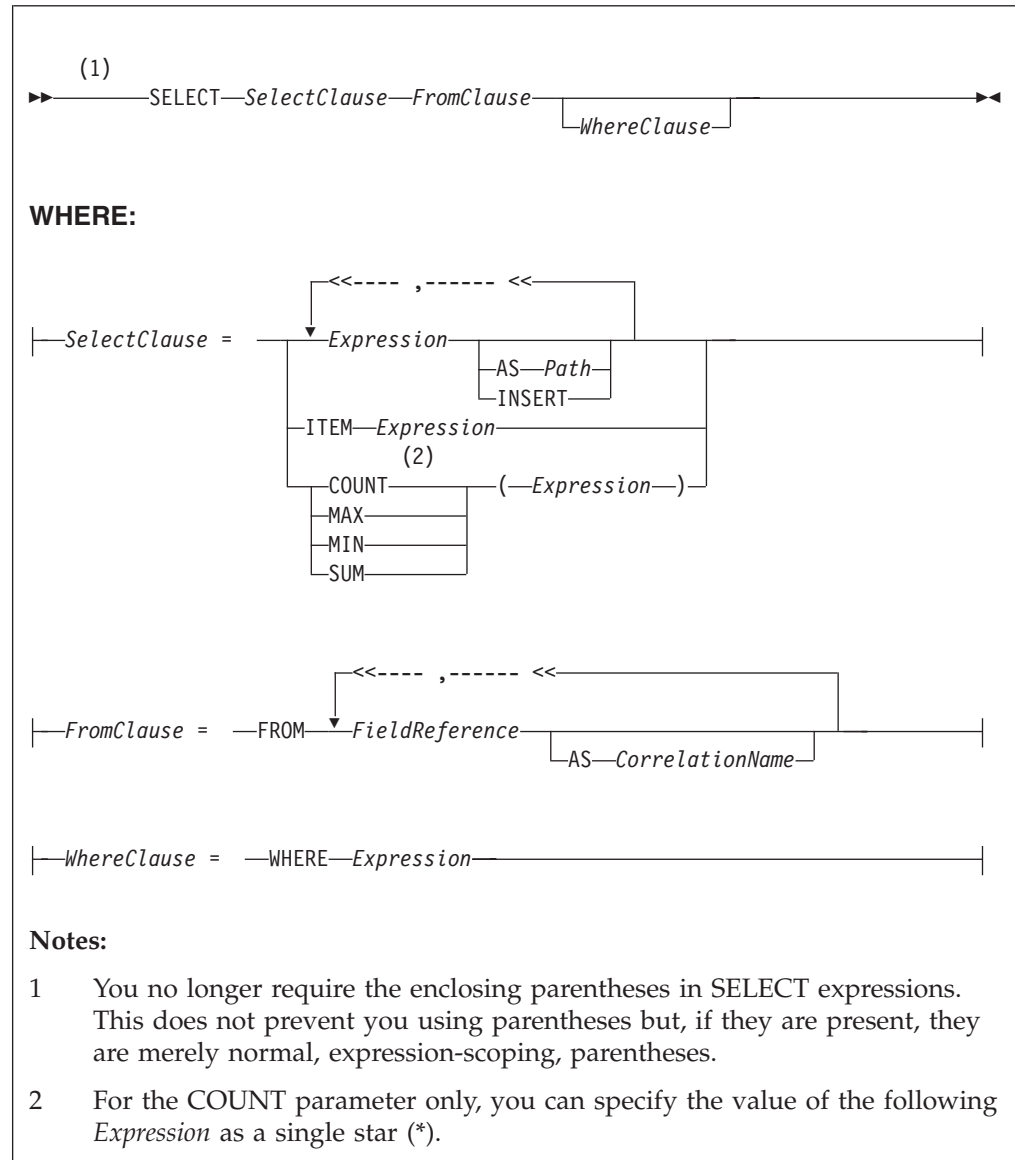 (1)
SELECT SelectClause FromClause
WhereClause
WHERE:
<<---- ,------ <<
SelectClause = Expression
AS Path
INSERT
ITEM Expression
(2)
COUNT ( Expression )
MAX
MIN
SUM
<<---- ,------ <<
FromClause = FROM FieldReference
AS CorrelationName
WhereClause = WHERE Expression
Notes:
1 You no longer require the enclosing parentheses in SELECT expressions.
This does not prevent you using parentheses but, if they are present, they
are merely normal, expression-scoping, parentheses.
2 For the COUNT parameter only, you can specify the value of the following
Expression as a single star (*).